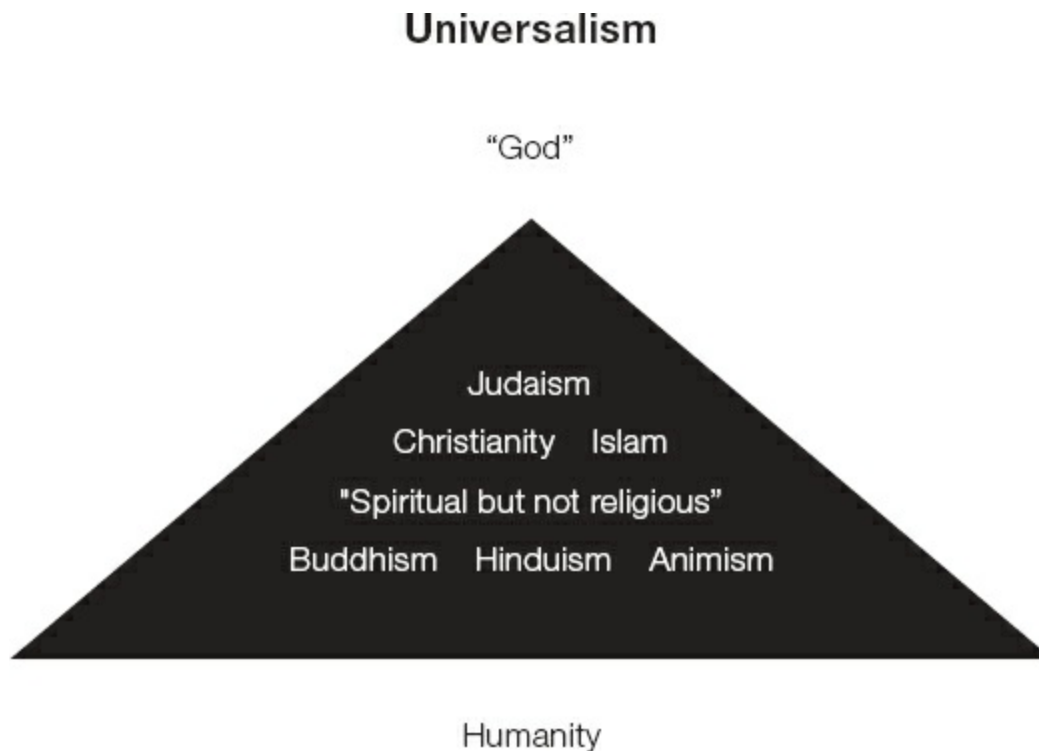 Universalism
“God”
Judaism
Christianity Islam
"Spiritual but not religious”
Buddhism Hinduism Animism
Humanity